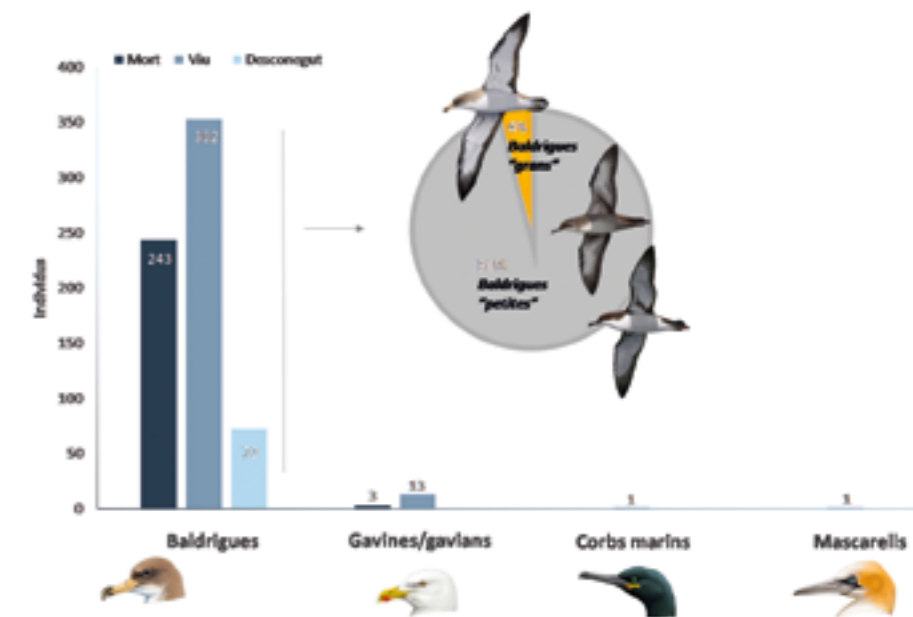 Mort Viu Desconegut
400
350
300
250
200
150
100
50
0
Individus
243
3
13
1
1
Baldrigues
"grans"
Baldrigues
"petites"
Baldrigues
Gavines/gavians
Corbs marins
Mascarells